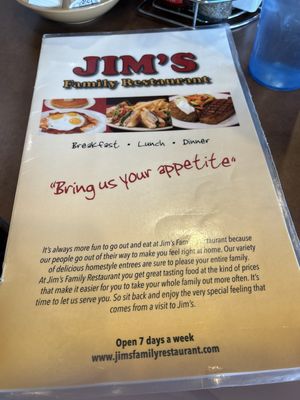 JIM'S
Family Restaurant
Breakfast • Lunch • Dinner
"Bring us your appetite"
It's always more fun to go out and eat at Jim's Family Restaurant because
our people go out of their way to make you feel right at home. Our variety
of delicious homestyle entrees are sure to please your entire family.
At Jim's Family Restaurant you get great tasting food at the kind of prices
that make it easier for you to take your whole family out more often. It's
time to let us serve you. So sit back and enjoy the very special feeling that
comes from a visit to Jim's.
Open 7 days a week
www.jimsfamilyrestaurant.com